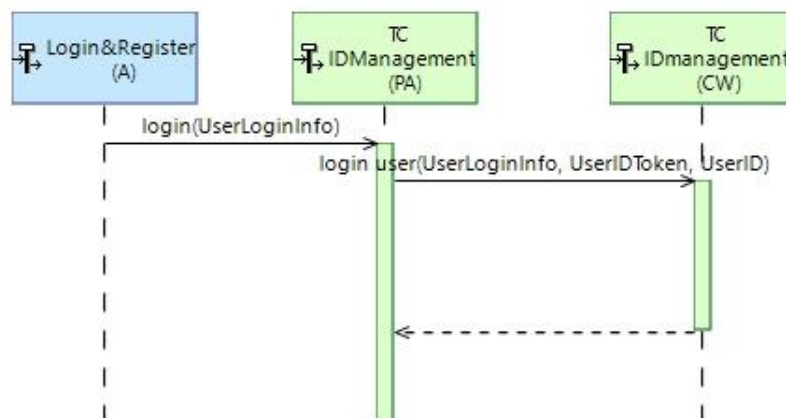 Login&Register
(A)
TC
IDManagement
(PA)
TC
IDmanagement
(CW)
login(UserLoginInfo)
login user(UserLoginInfo, UserIDToken, UserID)